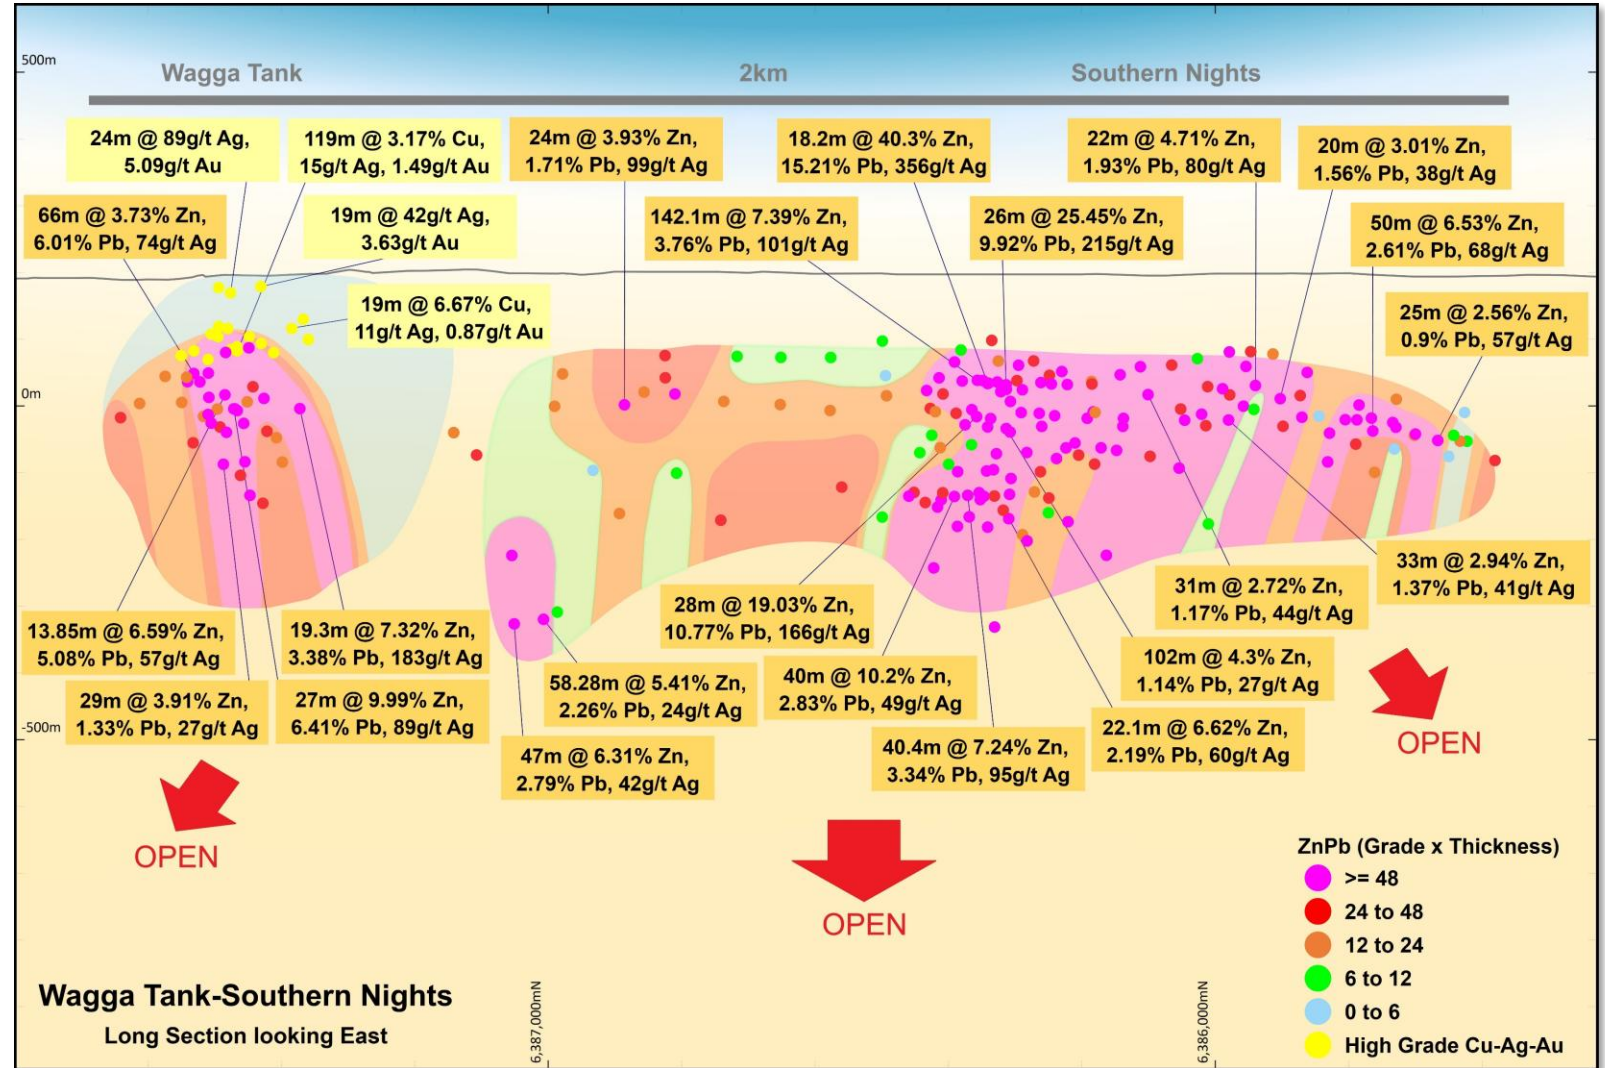 500m
Wagga Tank
2km
Southern Nights
24m @ 89g/t Ag,
5.09g/t Au
119m @ 3.17% Cu,
15g/t Ag, 1.49g/t Au
24m @ 3.93% Zn,
1.71% Pb, 99g/t Ag
18.2m @ 40.3% Zn,
15.21% Pb, 356g/t Ag
22m @ 4.71% Zn,
1.93% Pb, 80g/t Ag
20m @ 3.01% Zn,
1.56% Pb, 38g/t Ag
66m @ 3.73% Zn,
6.01% Pb, 74g/t Ag
19m @ 42g/t Ag,
3.63g/t Au
142.1m @ 7.39% Zn,
3.76% Pb, 101g/t Ag
26m @ 25.45% Zn,
9.92% Pb, 215g/t Ag
50m @ 6.53% Zn,
2.61% Pb, 68g/t Ag
19m @ 6.67% Cu,
11g/t Ag, 0.87g/t Au
25m @ 2.56% Zn,
0.9% Pb, 57g/t Ag
0m
33m @ 2.94% Zn,
1.37% Pb, 41g/t Ag
31m @ 2.72% Zn,
1.17% Pb, 44g/t Ag
28m @ 19.03% Zn,
10.77% Pb, 166g/t Ag
13.85m @ 6.59% Zn,
5.08% Pb, 57g/t Ag
19.3m @ 7.32% Zn,
3.38% Pb, 183g/t Ag
102m @ 4.3% Zn,
1.14% Pb, 27g/t Ag
40m @ 10.2% Zn,
2.83% Pb, 49g/t Ag
58.28m @ 5.41% Zn,
2.26% Pb, 24g/t Ag
29m @ 3.91% Zn,
1.33% Pb, 27g/t Ag
27m @ 9.99% Zn,
6.41% Pb, 89g/t Ag
22.1m @ 6.62% Zn,
2.19% Pb, 60g/t Ag
-500m
40.4m @ 7.24% Zn,
3.34% Pb, 95g/t Ag
47m @ 6.31% Zn,
2.79% Pb, 42g/t Ag
OPEN
OPEN
OPEN
ZnPb (Grade x Thickness)
>= 48
24 to 48
12 to 24
6 to 12
0 to 6
High Grade Cu-Ag-Au
Wagga Tank-Southern Nights
Long Section looking East
6,387,000mN
6,386,000mN